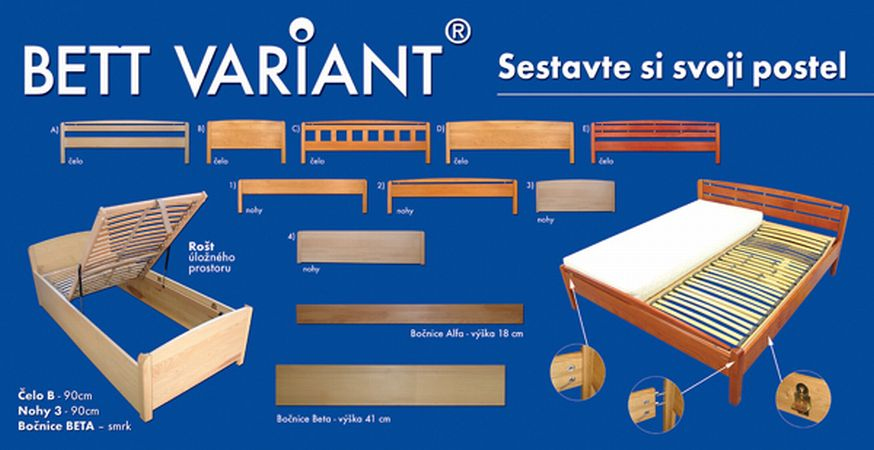 BETT VARIANT®
Sestavte si svoji postel
A)
čelo
B)
čelo
C)
čelo
D)
čelo
E)
čelo
1)
nohy
2)
nohy
3)
nohy
4)
nohy
Rošt
úložného
prostoru
Bočnice Alfa - výška 18 cm
Bočnice Beta - výška 41 cm
Čelo B - 90cm
Nohy 3 - 90cm
Bočnice BETA – smrk